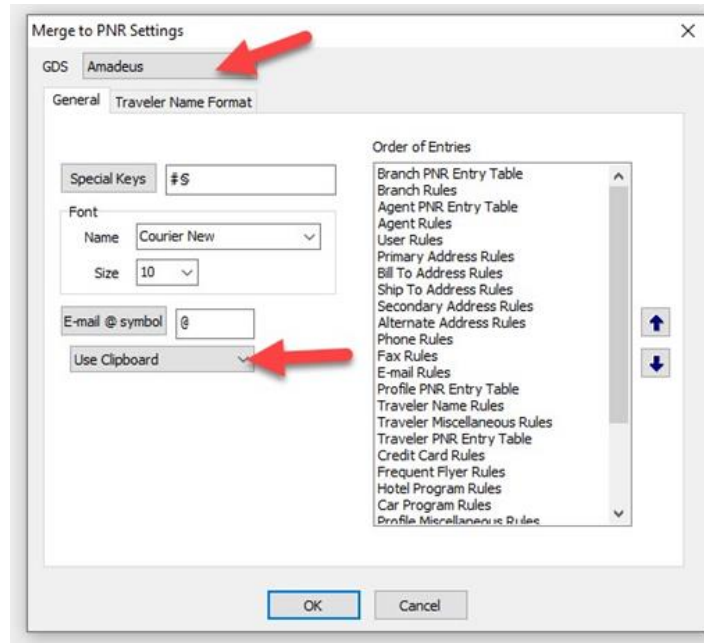 Merge to PNR Settings
GDS Amadeus
General Traveler Name Format
Order of Entries
Special Keys #§
Font
Name Courier New
Size 10
E-mail @ symbol @
Use Clipboard
Branch PNR Entry Table
Branch Rules
Agent PNR Entry Table
Agent Rules
User Rules
Primary Address Rules
Bill To Address Rules
Ship To Address Rules
Secondary Address Rules
Alternate Address Rules
Phone Rules
Fax Rules
E-mail Rules
Profile PNR Entry Table
Traveler Name Rules
Traveler Miscellaneous Rules
Traveler PNR Entry Table
Credit Card Rules
Frequent Flyer Rules
Hotel Program Rules
Car Program Rules
Profile Miscellaneous Rules
OK Cancel